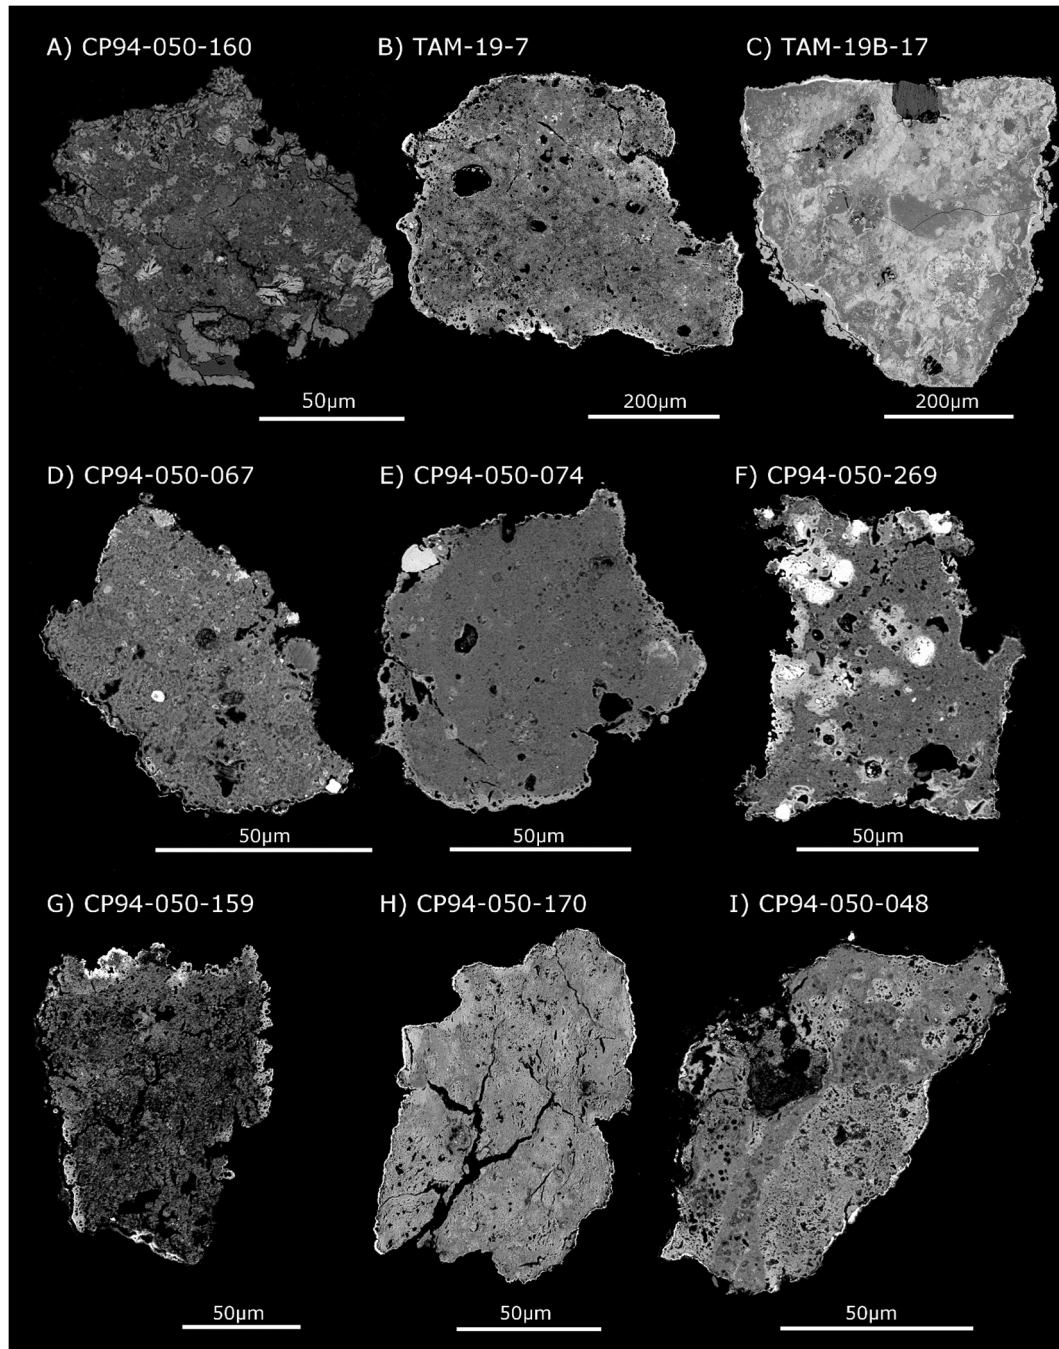 A) CP94-050-160
B) TAM-19-7
C) TAM-19B-17
50µm
200µm
200µm
D) CP94-050-067
E) CP94-050-074
F) CP94-050-269
50µm
50µm
50µm
G) CP94-050-159
H) CP94-050-170
I) CP94-050-048
50µm
50µm
50µm